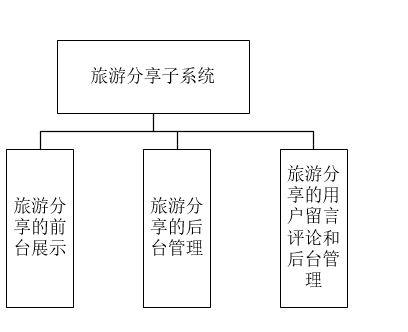 旅游分享子系统
旅游分
享的前
台展示
旅游分
享的后
台管理
旅游分
享的用
户留言
评论和
后台管
理